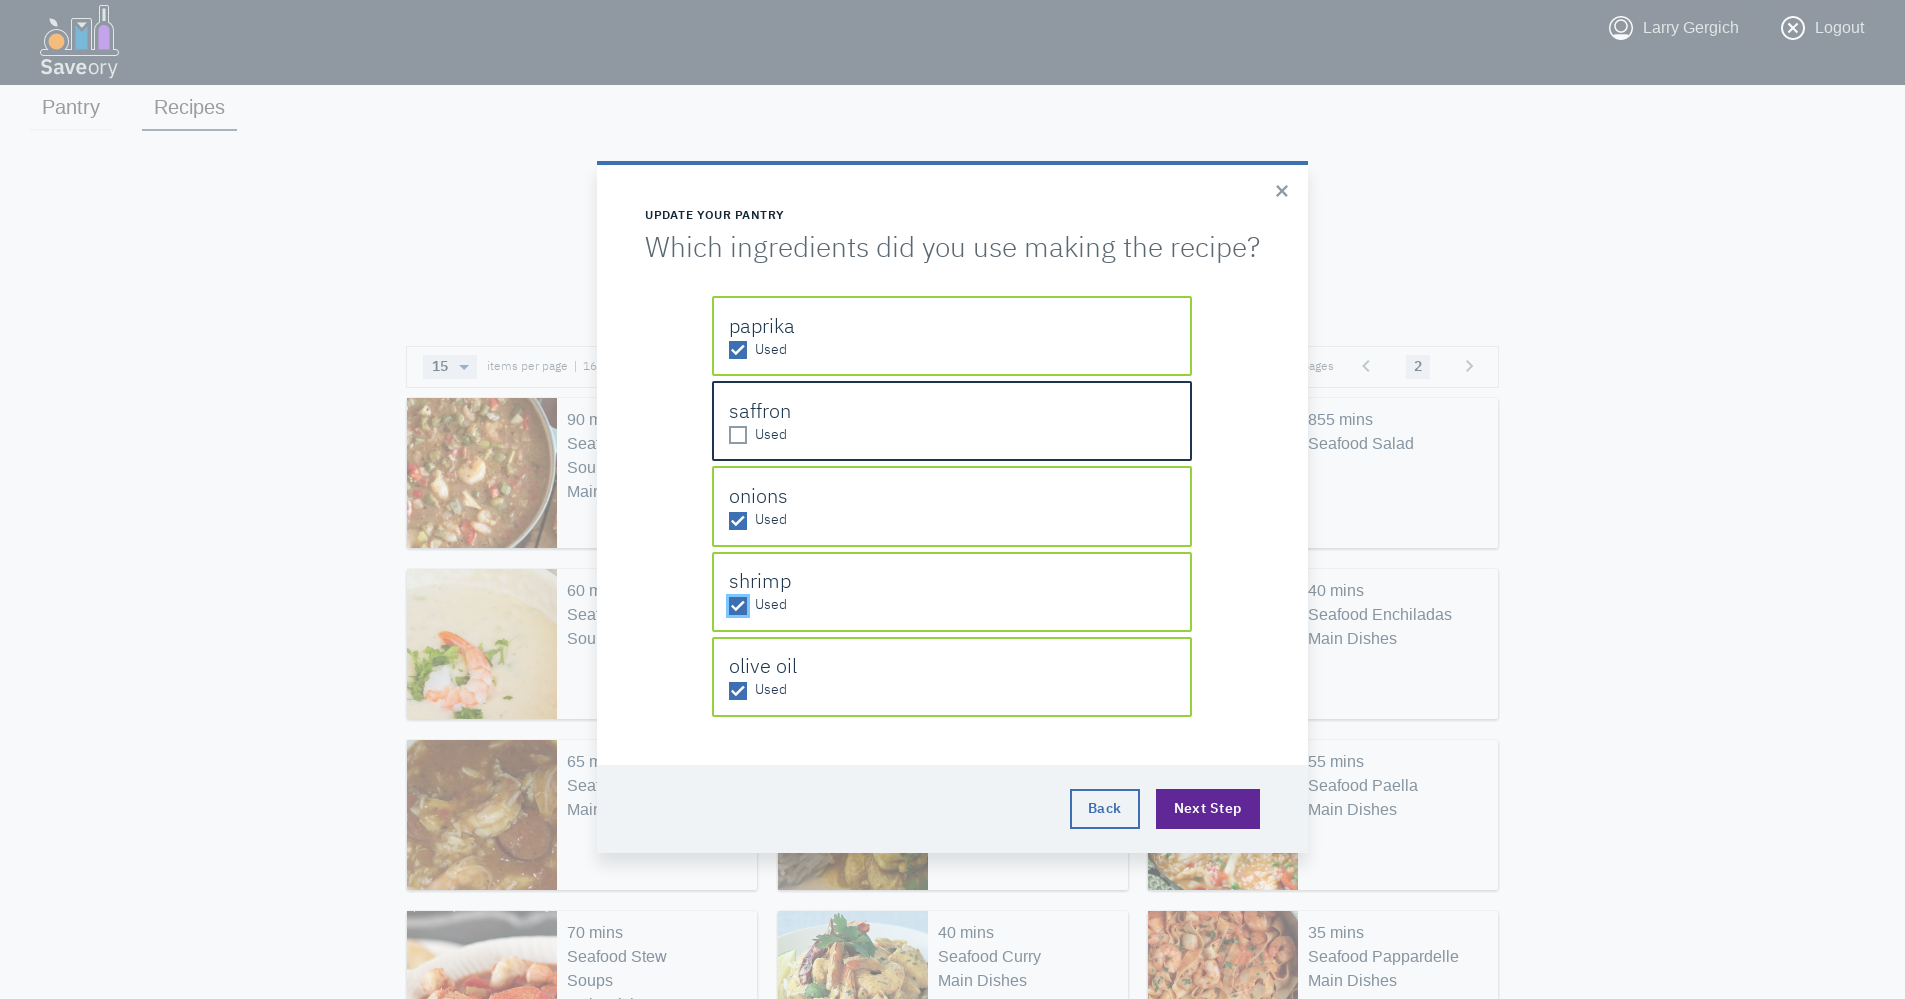 Saveory
Larry Gergich
Logout
Pantry
Recipes
UPDATE YOUR PANTRY
Which ingredients did you use making the recipe?
paprika
Used
saffron
Used
onions
Used
shrimp
Used
olive oil
Used
Back
Next Step
15
items per page | 16
ages
2
90 m
Sea
Sou
Main
855 mins
Seafood Salad
60 m
Sea
Sou
40 mins
Seafood Enchiladas
Main Dishes
65 m
Sea
Main
55 mins
Seafood Paella
Main Dishes
70 mins
Seafood Stew
Soups
40 mins
Seafood Curry
Main Dishes
35 mins
Seafood Pappardelle
Main Dishes